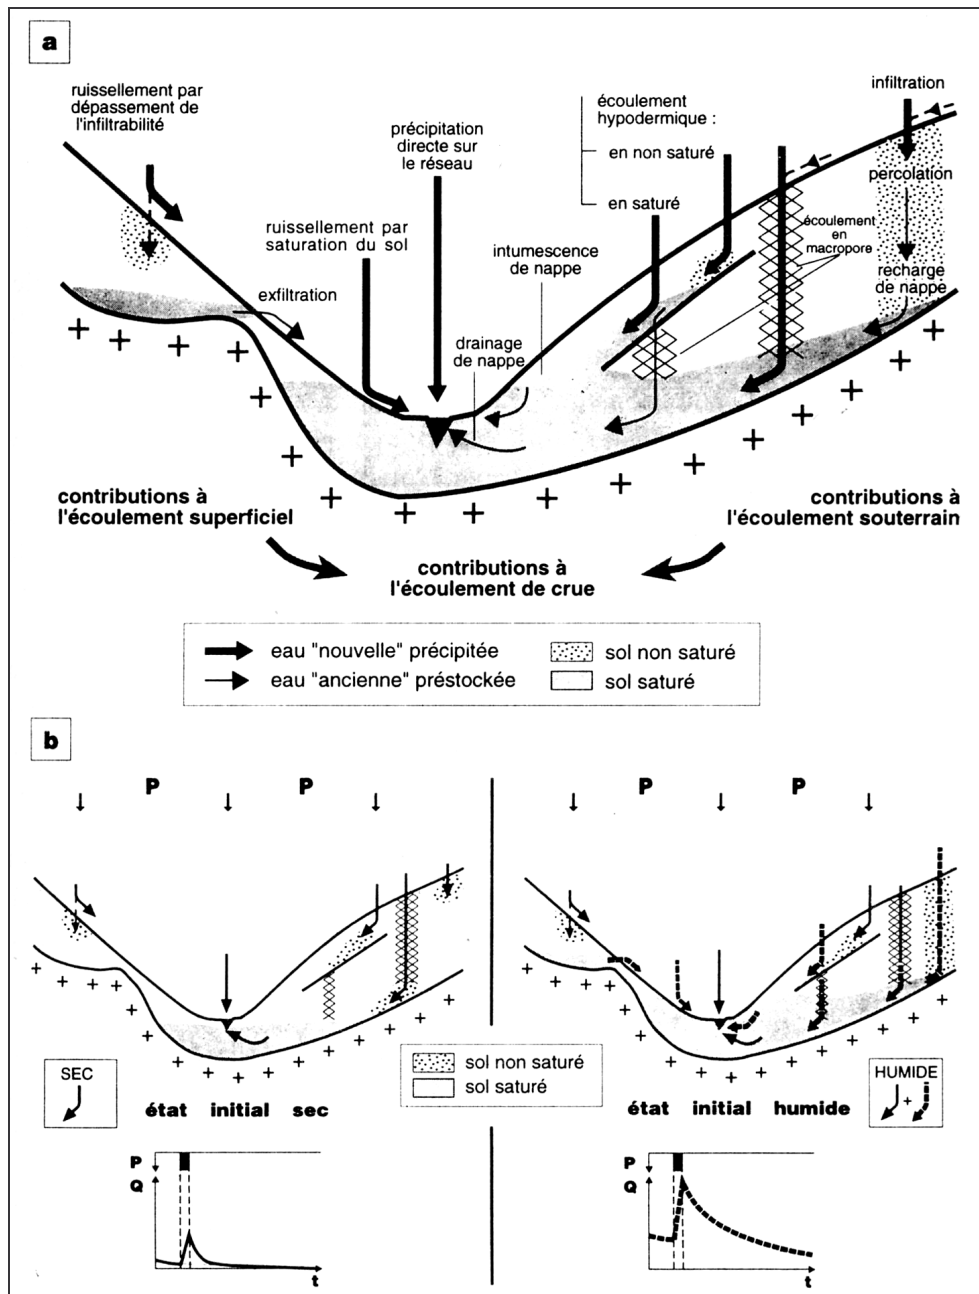 a
ruissellement par
dépassement de
l'infiltrabilité
précipitation
directe sur
le réseau
écoulement
hypodermique :
en non saturé
en saturé
infiltration
percolation
écoulement
en
macropore
recharge
de nappe
ruissellement par
saturation du sol
intumescence
de nappe
exfiltration
drainage
de nappe
contributions à
l'écoulement superficiel
contributions à
l'écoulement souterrain
contributions à
l'écoulement de crue
eau "nouvelle" précipitée
eau "ancienne" préstockée
sol non saturé
sol saturé
b
P P
P P
SEC
état initial sec
sol non saturé
sol saturé
état initial humide
HUMIDE
+
P
Q
t
P
Q
t